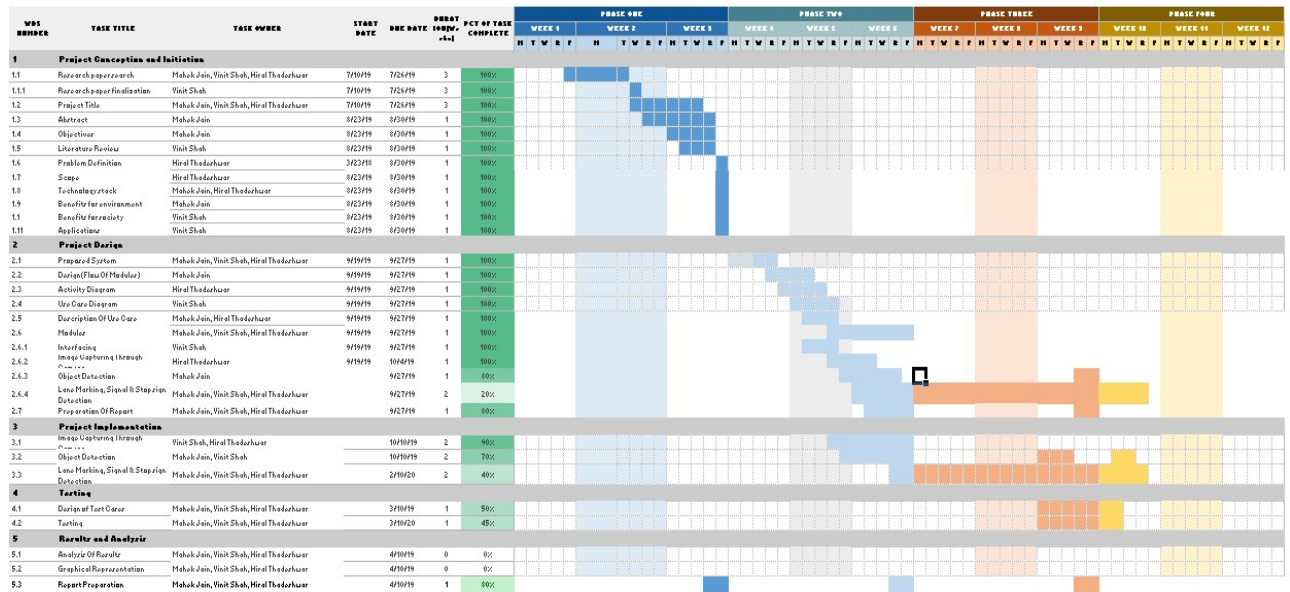 PHASE ONE PHASE TWO PHASE THREE PHASE FOUR
WBS NUMBER TASK TITLE TASK OWNER START DATE DUE DATE PCT OF TASK COMPLETE WEEK 1 WEEK 2 WEEK 3 WEEK 4 WEEK 5 WEEK 6 WEEK 7 WEEK 8 WEEK 9 WEEK 10 WEEK 11 WEEK 12
M T W R F M T W R F M T W R F M T W R F M T W R F M T W R F M T W R F M T W R F M T W R F M T W R F M T W R F M T W R F
1 Project Conception and Initiation
1.1 Research paper search Mahek Jain, Vinit Shah, Hiral Thadeshwar 7/10/19 7/26/19 3 100%
1.1.1 Research paper finalization Vinit Shah 7/10/19 7/26/19 3 100%
1.2 Project Title Mahek Jain, Vinit Shah, Hiral Thadeshwar 7/10/19 7/26/19 3 100%
1.3 Abstract Mahek Jain 8/23/19 8/30/19 1 100%
1.4 Objectives Mahek Jain 8/23/19 8/30/19 1 100%
1.5 Literature Review Vinit Shah 8/23/19 8/30/19 1 100%
1.6 Problem Definition Hiral Thadeshwar 3/23/18 8/30/19 1 100%
1.7 Scope Hiral Thadeshwar 8/23/19 8/30/19 1 100%
1.8 Technology stack Mahek Jain, Hiral Thadeshwar 8/23/19 8/30/19 1 100%
1.9 Benefits for environment Mahek Jain 8/23/19 8/30/19 1 100%
1.1 Benefits for society Vinit Shah 8/23/19 8/30/19 1 100%
1.11 Applications Vinit Shah 8/23/19 8/30/19 1 100%
2 Project Design
2.1 Proposed System Mahek Jain, Vinit Shah, Hiral Thadeshwar 9/19/19 9/27/19 1 100%
2.2 Design(Flow Of Modules) Mahek Jain 9/19/19 9/27/19 1 100%
2.3 Activity Diagram Hiral Thadeshwar 9/19/19 9/27/19 1 100%
2.4 Use Case Diagram Vinit Shah 9/19/19 9/27/19 1 100%
2.5 Description Of Use Case Mahek Jain, Hiral Thadeshwar 9/19/19 9/27/19 1 100%
2.6 Modules Mahek Jain, Vinit Shah, Hiral Thadeshwar 9/19/19 9/27/19 1 100%
2.6.1 Interfacing Vinit Shah 9/19/19 9/27/19 1 100%
2.6.2 Image Capturing Through Hiral Thadeshwar 9/19/19 10/4/19 1 100%
2.6.3 Object Detection Mahek Jain 9/27/19 1 80%
2.6.4 Lane Marking, Signal & Stop sign Detection Mahek Jain, Vinit Shah, Hiral Thadeshwar 9/27/19 2 20%
2.7 Preparation Of Report Mahek Jain, Vinit Shah, Hiral Thadeshwar 9/27/19 1 80%
3 Project Implementation
3.1 Image Capturing Through Vinit Shah, Hiral Thadeshwar 10/10/19 2 90%
3.2 Object Detection Mahek Jain, Vinit Shah 10/10/19 2 70%
3.3 Lane Marking, Signal & Stop sign Detection Mahek Jain, Vinit Shah, Hiral Thadeshwar 2/10/20 2 40%
4 Testing
4.1 Design of Test Cases Mahek Jain, Vinit Shah, Hiral Thadeshwar 3/10/19 1 50%
4.2 Testing Mahek Jain, Vinit Shah, Hiral Thadeshwar 3/10/20 1 45%
5 Results and Analysis
5.1 Analysis Of Results Mahek Jain, Vinit Shah, Hiral Thadeshwar 4/10/19 0 0%
5.2 Graphical Representation Mahek Jain, Vinit Shah, Hiral Thadeshwar 4/10/19 0 0%
5.3 Report Preparation Mahek Jain, Vinit Shah, Hiral Thadeshwar 4/10/19 1 80%